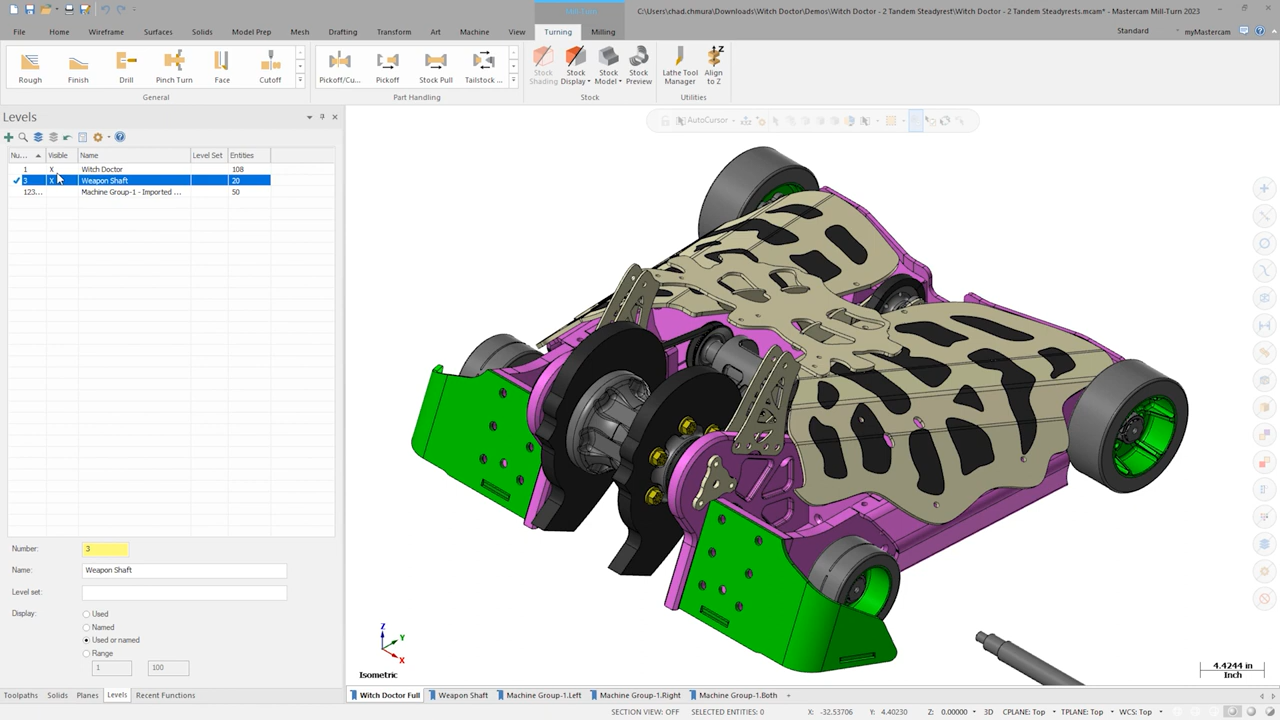 Mill-Turn
C:\Users\chad.chmura\Downloads\Witch Doctor\Demos\Witch Doctor - 2 Tandem Steadyrest\Witch Doctor - 2 Tandem Steadyrests.mcam* - Mastercam Mill-Turn 2023
File Home Wireframe Surfaces Solids Model Prep Mesh Drafting Transform Art Machine View Turning Milling Standard myMastercam
Rough Finish Drill Pinch Turn Face Cutoff Pickoff/Cu... Pickoff Stock Pull Tailstock... Stock Shading Stock Display Stock Model Stock Preview Lathe Tool Manager Align to Z
General Part Handling Stock Utilities
Levels
AutoCursor
Nu... Visible Name Level Set Entities
1 X Witch Doctor 108
3 X Weapon Shaft 20
123... Machine Group-1 - Imported ... 50
Number: 3
Name: Weapon Shaft
Level set:
Display: Used
Named
Used or named
Range
1 100
Z
Y
X
Isometric
4.4244 in
Inch
Toolpaths Solids Planes Levels Recent Functions
Witch Doctor Full Weapon Shaft Machine Group-1.Left Machine Group-1.Right Machine Group-1.Both +
SECTION VIEW: OFF SELECTED ENTITIES: 0 X: -32.53706 Y: 4.40230 Z: 0.00000 3D CPLANE: Top TPLANE: Top WCS: Top